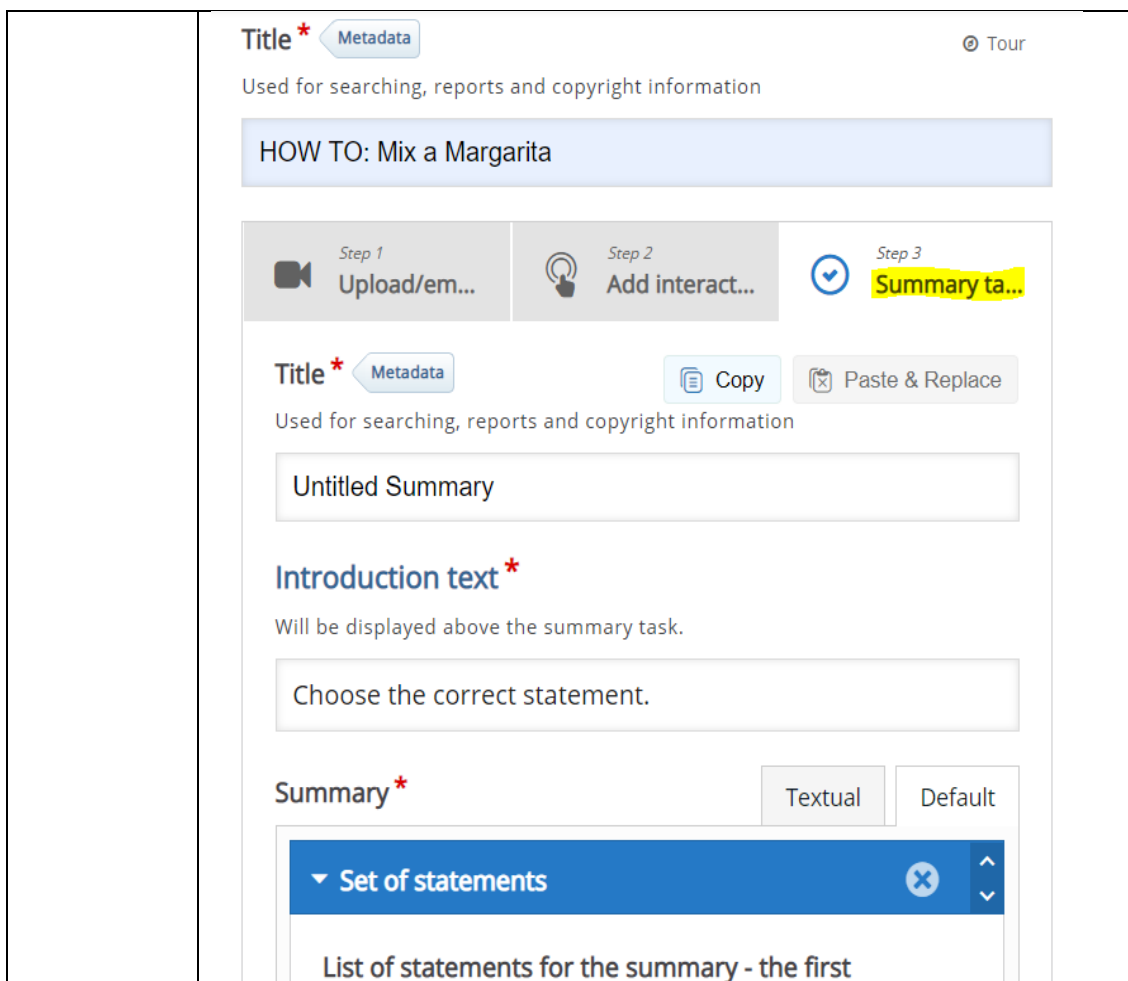 Title * Metadata
Tour
Used for searching, reports and copyright information
HOW TO: Mix a Margarita
Step 1
Upload/em...
Step 2
Add interact...
Step 3
Summary ta...
Title * Metadata
Copy
Paste & Replace
Used for searching, reports and copyright information
Untitled Summary
Introduction text *
Will be displayed above the summary task.
Choose the correct statement.
Summary *
Textual
Default
Set of statements
List of statements for the summary - the first